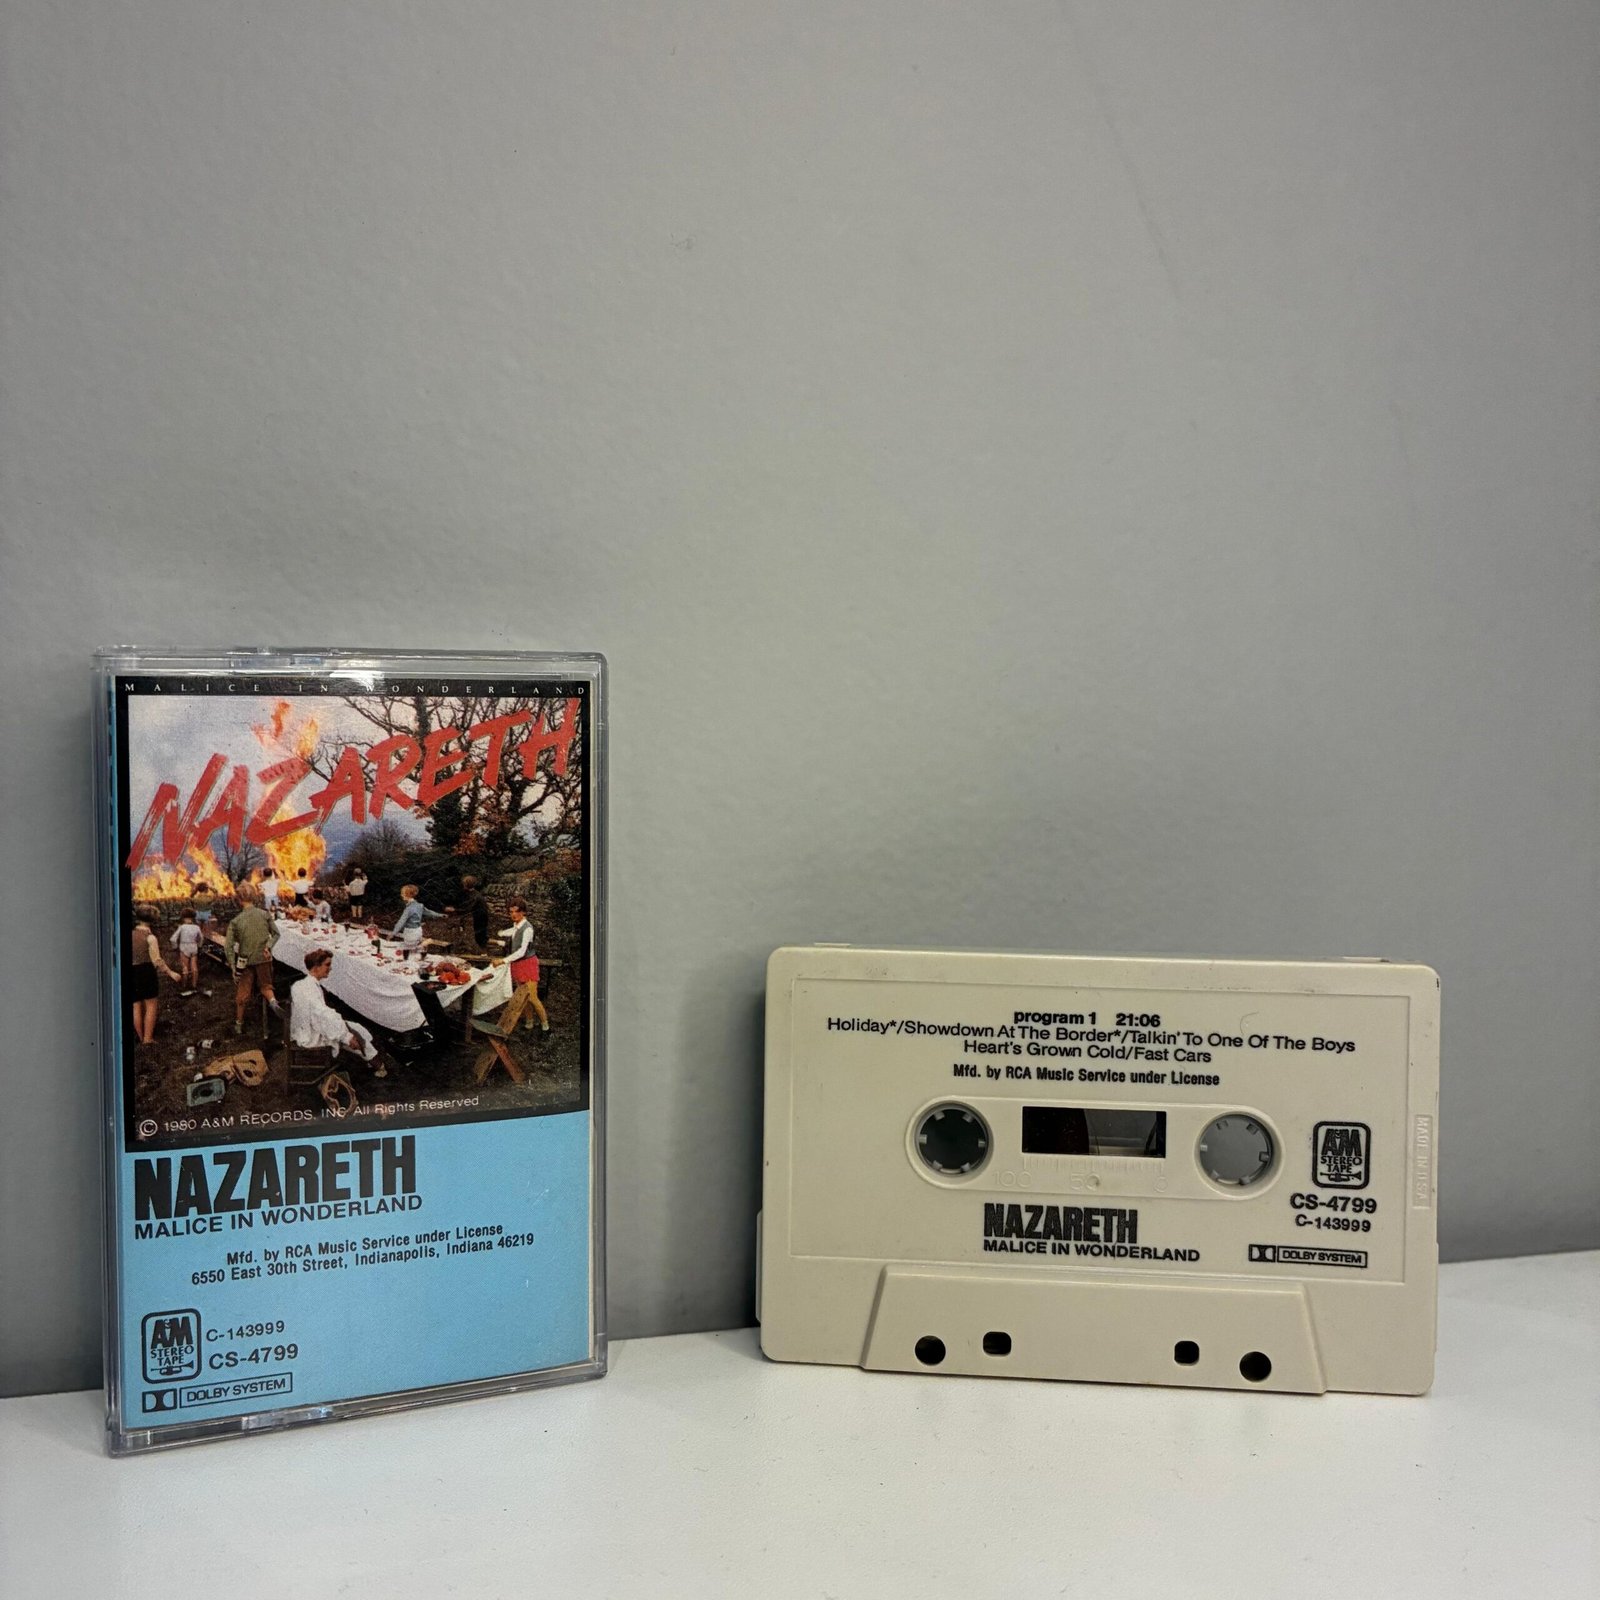 MALICE IN WONDERLAND
NAZARETH
© 1980 A&M RECORDS, INC. All Rights Reserved
NAZARETH
MALICE IN WONDERLAND
Mfd. by RCA Music Service under License
6550 East 30th Street, Indianapolis, Indiana 46219
A&M
STEREO
TAPE
C-143999
CS-4799
DOLBY SYSTEM
program 1 21:06
Holiday*/Showdown At The Border*/Talkin' To One Of The Boys
Heart's Grown Cold/Fast Cars
Mfd. by RCA Music Service under License
100 50 0
A&M
STEREO
TAPE
MADE IN USA
CS-4799
C-143999
NAZARETH
MALICE IN WONDERLAND
DOLBY SYSTEM